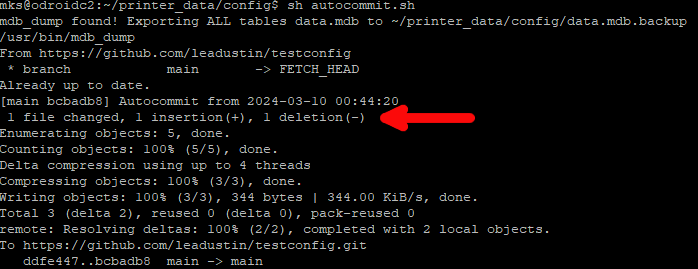 mks@odroidc2:~/printer_data/config$ sh autocommit.sh
mdb_dump found! Exporting ALL tables data.mdb to ~/printer_data/config/data.mdb.backup
/usr/bin/mdb_dump
From https://github.com/leadustin/testconfig
 * branch            main       -> FETCH_HEAD
Already up to date.
[main bcbadb8] Autocommit from 2024-03-10 00:44:20
 1 file changed, 1 insertion(+), 1 deletion(-)
Enumerating objects: 5, done.
Counting objects: 100% (5/5), done.
Delta compression using up to 4 threads
Compressing objects: 100% (3/3), done.
Writing objects: 100% (3/3), 344 bytes | 344.00 KiB/s, done.
Total 3 (delta 2), reused 0 (delta 0), pack-reused 0
remote: Resolving deltas: 100% (2/2), completed with 2 local objects.
To https://github.com/leadustin/testconfig.git
   ddfe447..bcbadb8  main -> main